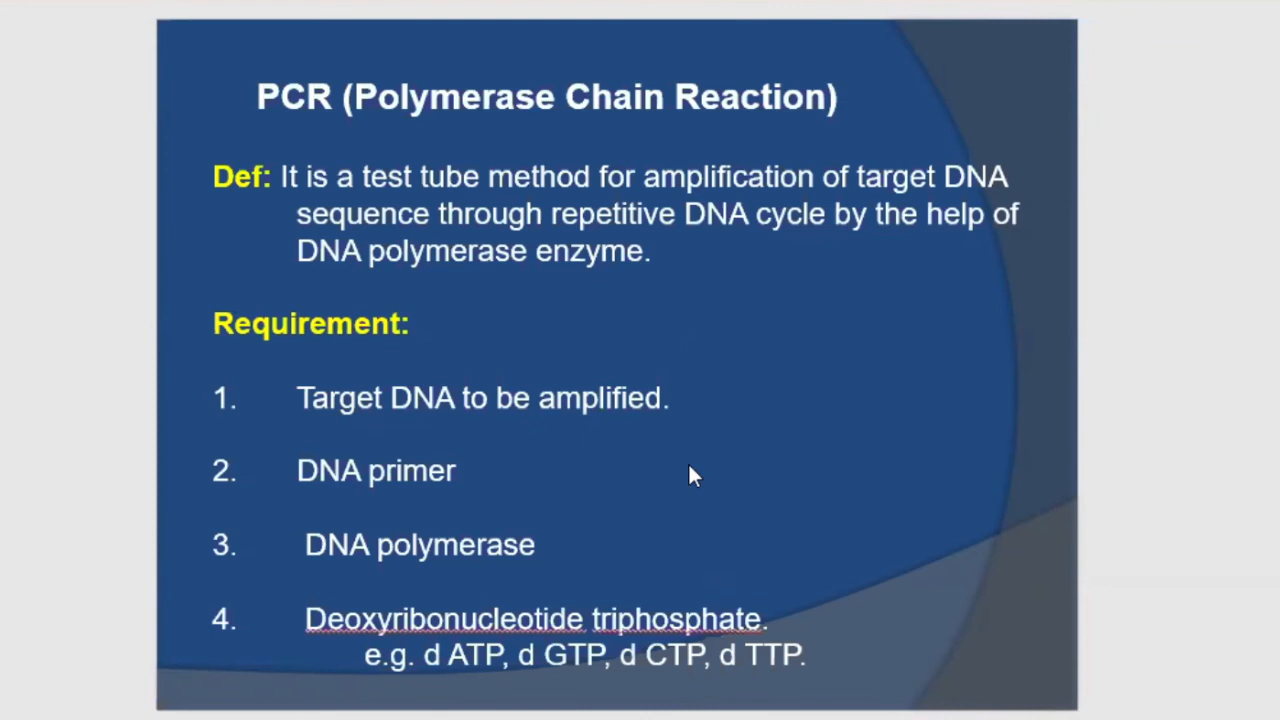 PCR (Polymerase Chain Reaction)
Def: It is a test tube method for amplification of target DNA
sequence through repetitive DNA cycle by the help of
DNA polymerase enzyme.
Requirement:
1. Target DNA to be amplified.
2. DNA primer
3. DNA polymerase
4. Deoxyribonucleotide triphosphate.
e.g. d ATP, d GTP, d CTP, d TTP.